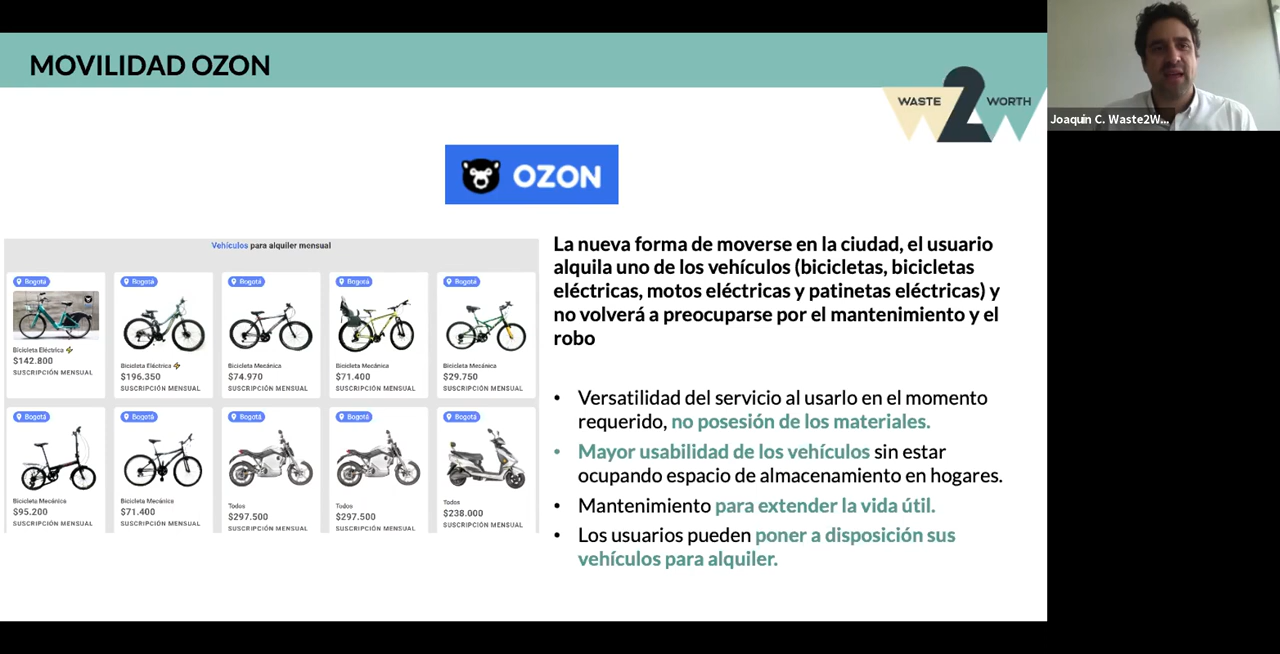 MOVILIDAD OZON
WASTE 2 WORTH
Joaquín C. Waste2W...
OZON
Vehículos para alquiler mensual
Bogotá Bogotá Bogotá Bogotá Bogotá
Bicicleta Eléctrica
$142.800
SUSCRIPCIÓN MENSUAL
Bicicleta Eléctrica
$196.350
SUSCRIPCIÓN MENSUAL
Bicicleta Mecánica
$74.970
SUSCRIPCIÓN MENSUAL
Bicicleta Mecánica
$71.400
SUSCRIPCIÓN MENSUAL
Bicicleta Mecánica
$29.750
SUSCRIPCIÓN MENSUAL
Bogotá Bogotá Bogotá Bogotá Bogotá
Bicicleta Mecánica
$95.200
SUSCRIPCIÓN MENSUAL
Bicicleta Mecánica
$71.400
SUSCRIPCIÓN MENSUAL
Todos
$297.500
SUSCRIPCIÓN MENSUAL
Todos
$297.500
SUSCRIPCIÓN MENSUAL
Todos
$238.000
SUSCRIPCIÓN MENSUAL
La nueva forma de moverse en la ciudad, el usuario
alquila uno de los vehículos (bicicletas, bicicletas
eléctricas, motos eléctricas y patinetas eléctricas) y
no volverá a preocuparse por el mantenimiento y el
robo
• Versatilidad del servicio al usarlo en el momento
requerido, no posesión de los materiales.
• Mayor usabilidad de los vehículos sin estar
ocupando espacio de almacenamiento en hogares.
• Mantenimiento para extender la vida útil.
• Los usuarios pueden poner a disposición sus
vehículos para alquiler.